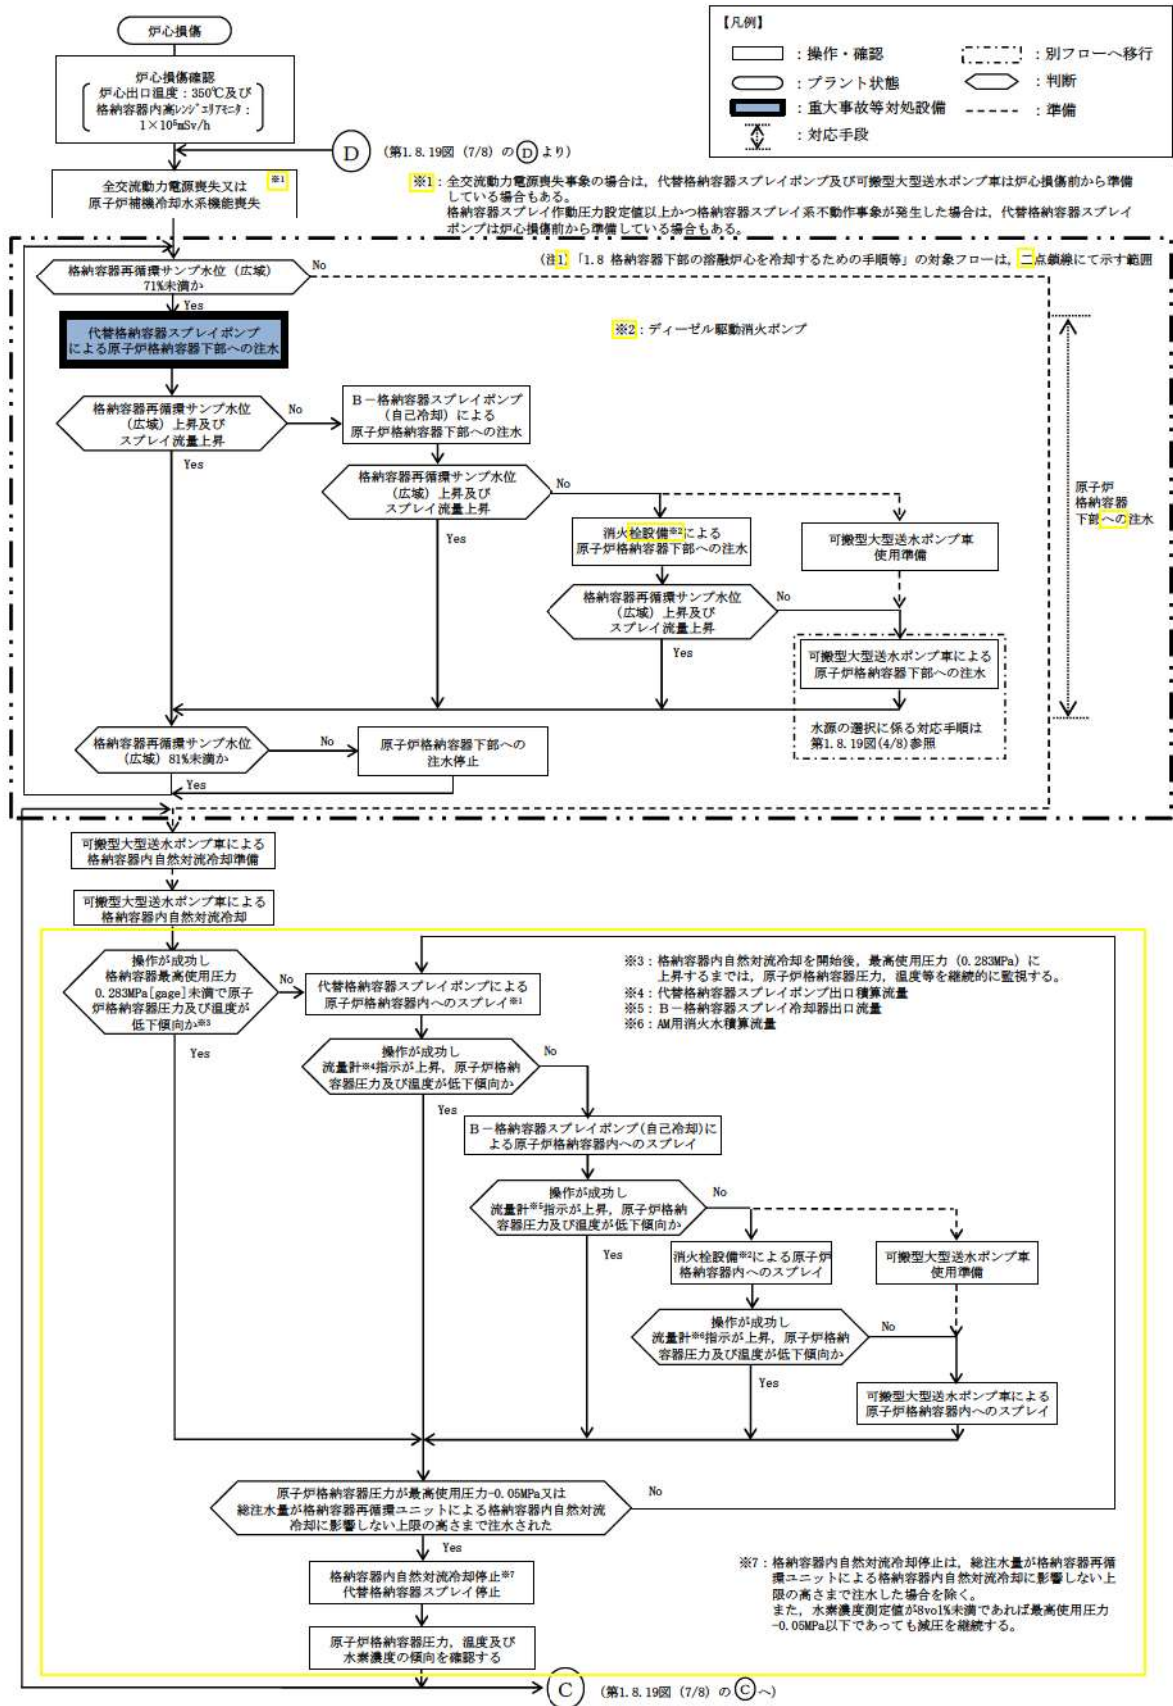 炉心損傷
【凡例】
：操作・確認
：別フローへ移行
：プラント状態
：判断
：重大事故等対処設備
：準備
：対応手段
炉心損傷確認
炉心出口温度：350℃及び
格納容器内高レンジエリアモニタ：
1×10⁵mSv/h
D
(第1.8.19図 (7/8) の D より)
全交流動力電源喪失又は ※1
原子炉補機冷却水系機能喪失
※1：全交流動力電源喪失事象の場合は，代替格納容器スプレイポンプ及び可搬型大型送水ポンプ車は炉心損傷前から準備
している場合もある。
格納容器スプレイ作動圧力設定値以上かつ格納容器スプレイ系不動作事象が発生した場合は，代替格納容器スプレイ
ポンプは炉心損傷前から準備している場合もある。
(注1)「1.8 格納容器下部の溶融炉心を冷却するための手順等」の対象フローは，二点鎖線にて示す範囲
格納容器再循環サンプ水位（広域）
71%未満か
No
Yes
代替格納容器スプレイポンプ
による原子炉格納容器下部への注水
※2：ディーゼル駆動消火ポンプ
格納容器再循環サンプ水位
（広域）上昇及び
スプレイ流量上昇
No
Yes
B－格納容器スプレイポンプ
（自己冷却）による
原子炉格納容器下部への注水
格納容器再循環サンプ水位
（広域）上昇及び
スプレイ流量上昇
No
Yes
原子炉
格納容器
下部への注水
消火栓設備※2による
原子炉格納容器下部への注水
可搬型大型送水ポンプ車
使用準備
格納容器再循環サンプ水位
（広域）上昇及び
スプレイ流量上昇
No
Yes
可搬型大型送水ポンプ車による
原子炉格納容器下部への注水
水源の選択に係る対応手順は
第1.8.19図(4/8)参照
格納容器再循環サンプ水位
（広域）81%未満か
No
Yes
原子炉格納容器下部への
注水停止
可搬型大型送水ポンプ車による
格納容器内自然対流冷却準備
可搬型大型送水ポンプ車による
格納容器内自然対流冷却
操作が成功し
格納容器最高使用圧力
0.283MPa[gage]未満で原子
炉格納容器圧力及び温度が
低下傾向か※3
No
Yes
代替格納容器スプレイポンプによる
原子炉格納容器内へのスプレイ※1
※3：格納容器内自然対流冷却を開始後，最高使用圧力（0.283MPa）に
上昇するまでは，原子炉格納容器圧力，温度等を継続的に監視する。
※4：代替格納容器スプレイポンプ出口積算流量
※5：B－格納容器スプレイ冷却器出口流量
※6：AM用消火水積算流量
操作が成功し
流量計※4指示が上昇，原子炉格納
容器圧力及び温度が低下傾向か
No
Yes
B－格納容器スプレイポンプ(自己冷却)に
よる原子炉格納容器内へのスプレイ
操作が成功し
流量計※5指示が上昇，原子炉格納
容器圧力及び温度が低下傾向か
No
Yes
消火栓設備※2による原子炉
格納容器内へのスプレイ
可搬型大型送水ポンプ車
使用準備
操作が成功し
流量計※6指示が上昇，原子炉格納
容器圧力及び温度が低下傾向か
No
Yes
可搬型大型送水ポンプ車による
原子炉格納容器内へのスプレイ
原子炉格納容器圧力が最高使用圧力-0.05MPa又は
総注水量が格納容器再循環ユニットによる格納容器内自然対流
冷却に影響しない上限の高さまで注水された
No
Yes
格納容器内自然対流冷却停止※7
代替格納容器スプレイ停止
※7：格納容器内自然対流冷却停止は，総注水量が格納容器再循
環ユニットによる格納容器内自然対流冷却に影響しない上
限の高さまで注水した場合を除く。
また，水素濃度測定値が8vol%未満であれば最高使用圧力
-0.05MPa以下であっても減圧を継続する。
原子炉格納容器圧力，温度及び
水素濃度の傾向を確認する
C
(第1.8.19図 (7/8) の C へ)